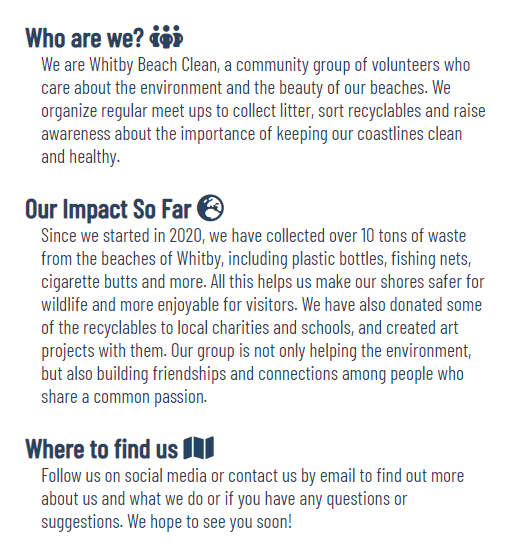 Who are we?
We are Whitby Beach Clean, a community group of volunteers who
care about the environment and the beauty of our beaches. We
organize regular meet ups to collect litter, sort recyclables and raise
awareness about the importance of keeping our coastlines clean
and healthy.
Our Impact So Far
Since we started in 2020, we have collected over 10 tons of waste
from the beaches of Whitby, including plastic bottles, fishing nets,
cigarette butts and more. All this helps us make our shores safer for
wildlife and more enjoyable for visitors. We have also donated some
of the recyclables to local charities and schools, and created art
projects with them. Our group is not only helping the environment,
but also building friendships and connections among people who
share a common passion.
Where to find us
Follow us on social media or contact us by email to find out more
about us and what we do or if you have any questions or
suggestions. We hope to see you soon!